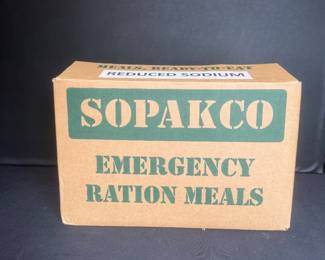 MEALS, READY-TO-EAT
REDUCED SODIUM
SOPAKCO
EMERGENCY
RATION MEALS